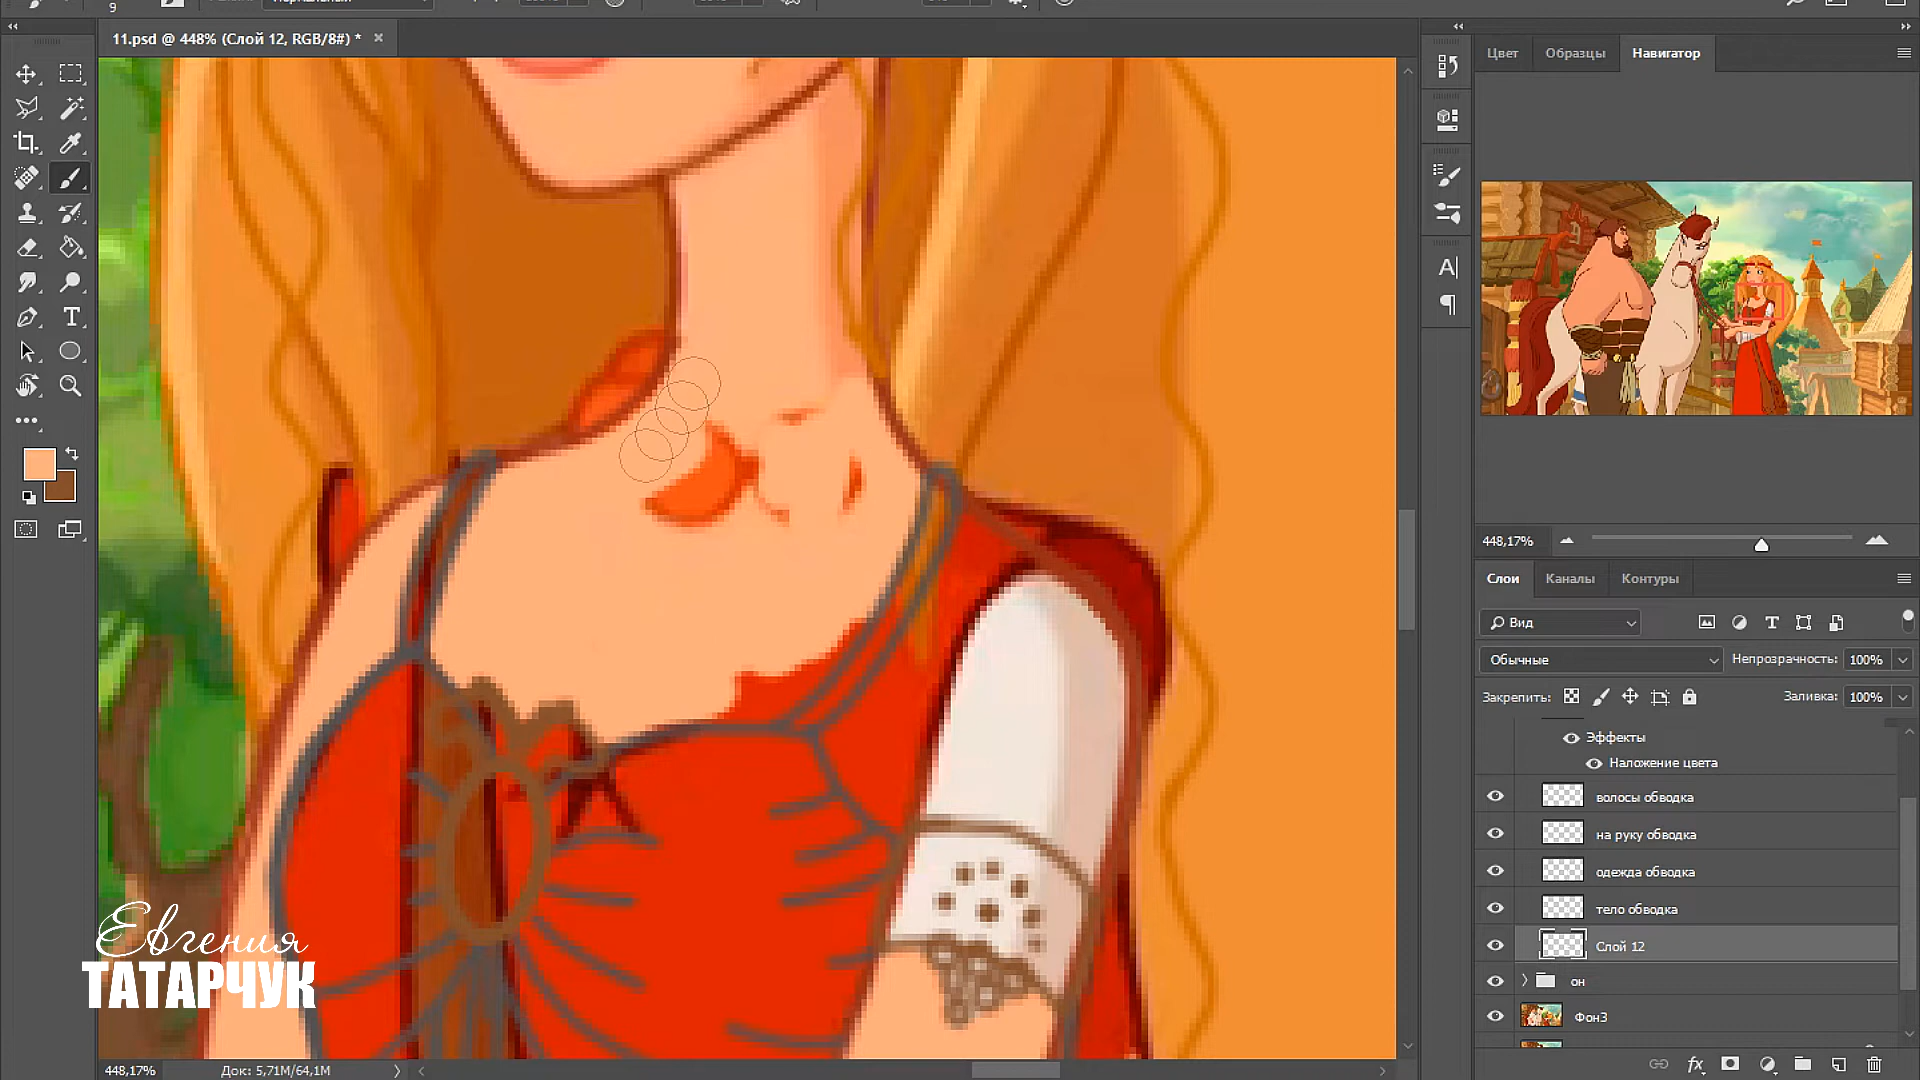 9
11.psd @ 448% (Слой 12, RGB/8#) *
Цвет
Образцы
Навигатор
448,17%
Слои
Каналы
Контуры
Вид
Обычные
Непрозрачность: 100%
Закрепить:
Заливка: 100%
Эффекты
Наложение цвета
волосы обводка
на руку обводка
одежда обводка
тело обводка
Слой 12
он
Фон3
Евгения
ТАТАРЧУК
448,17%
Док: 5,71M/64,1M